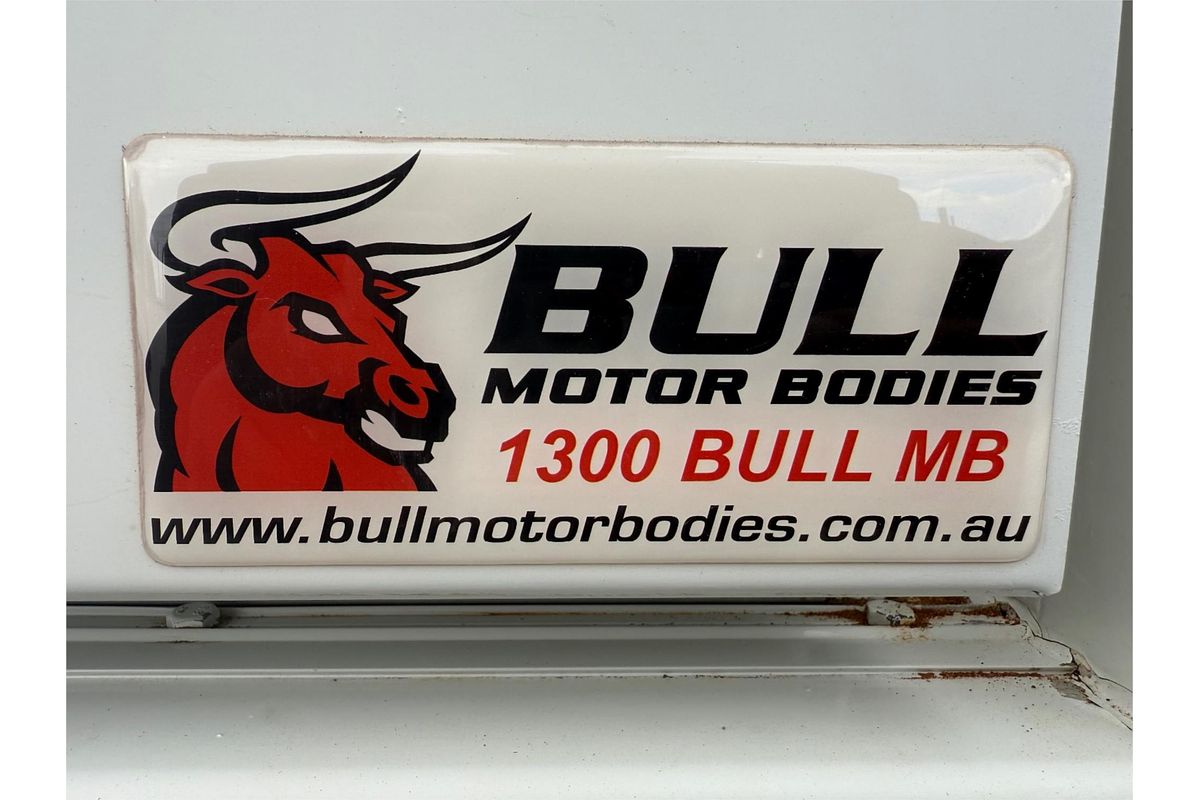 BULL
MOTOR BODIES
1300 BULL MB
www.bullmotorbodies.com.au